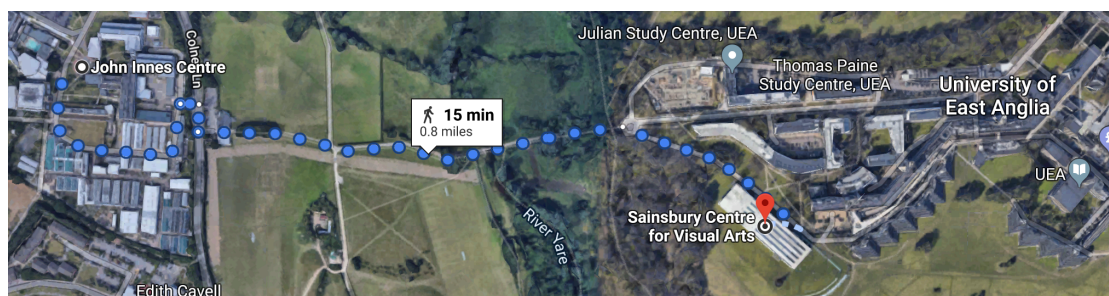 Julian Study Centre, UEA
Colney Ln
John Innes Centre
Thomas Paine
Study Centre, UEA
University of
East Anglia
15 min
0.8 miles
UEA
Sainsbury Centre
for Visual Arts
River Yare
Edith Cavell